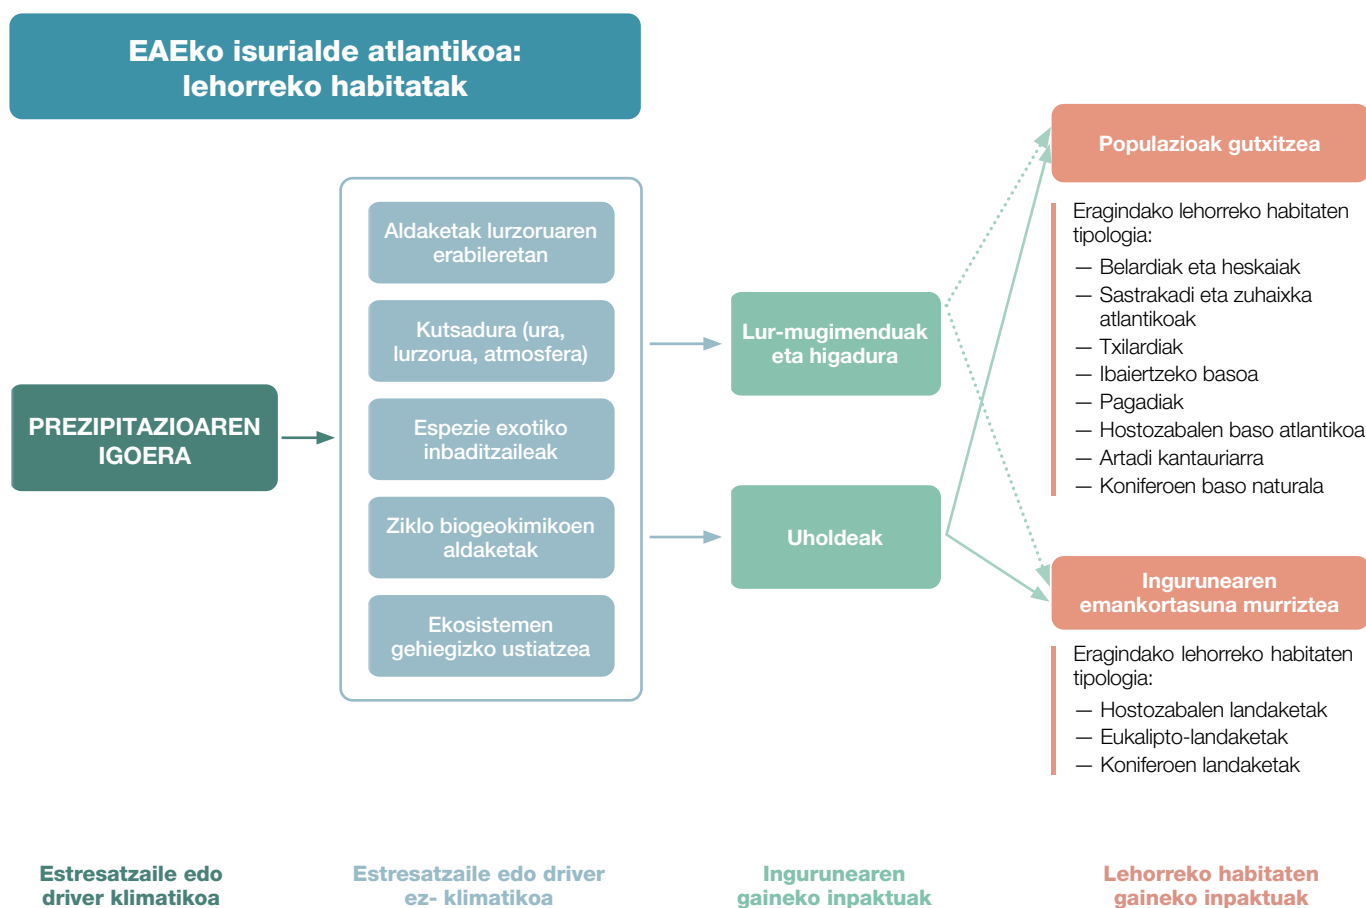 EAEko isurialde atlantikoa:
lehorreko habitatak
PREZIPITAZIOAREN
IGOERA
Aldaketak lurzoruaren
erabileretan
Kutsadura (ura,
lurzorua, atmosfera)
Espezie exotiko
inbaditzaileak
Ziklo biogeokimikoen
aldaketak
Ekosistemen
gehiegizko ustiatzea
Lur-mugimenduak
eta higadura
Uholdeak
Populazioak gutxitzea
Eragindako lehorreko habitaten
tipologia:
— Belardiak eta heskaiak
— Sastrakadi eta zuhaixka
atlantikoak
— Txilardiak
— Ibaiertzeko basoa
— Pagadiak
— Hostozabalen baso atlantikoa
— Artadi kantauriarra
— Koniferoen baso naturala
Ingurunearen
emankortasuna murriztea
Eragindako lehorreko habitaten
tipologia:
— Hostozabalen landaketak
— Eukalipto-landaketak
— Koniferoen landaketak
Estresatzaile edo
driver klimatikoa
Estresatzaile edo driver
ez- klimatikoa
Ingurunearen
gaineko inpaktuak
Lehorreko habitaten
gaineko inpaktuak